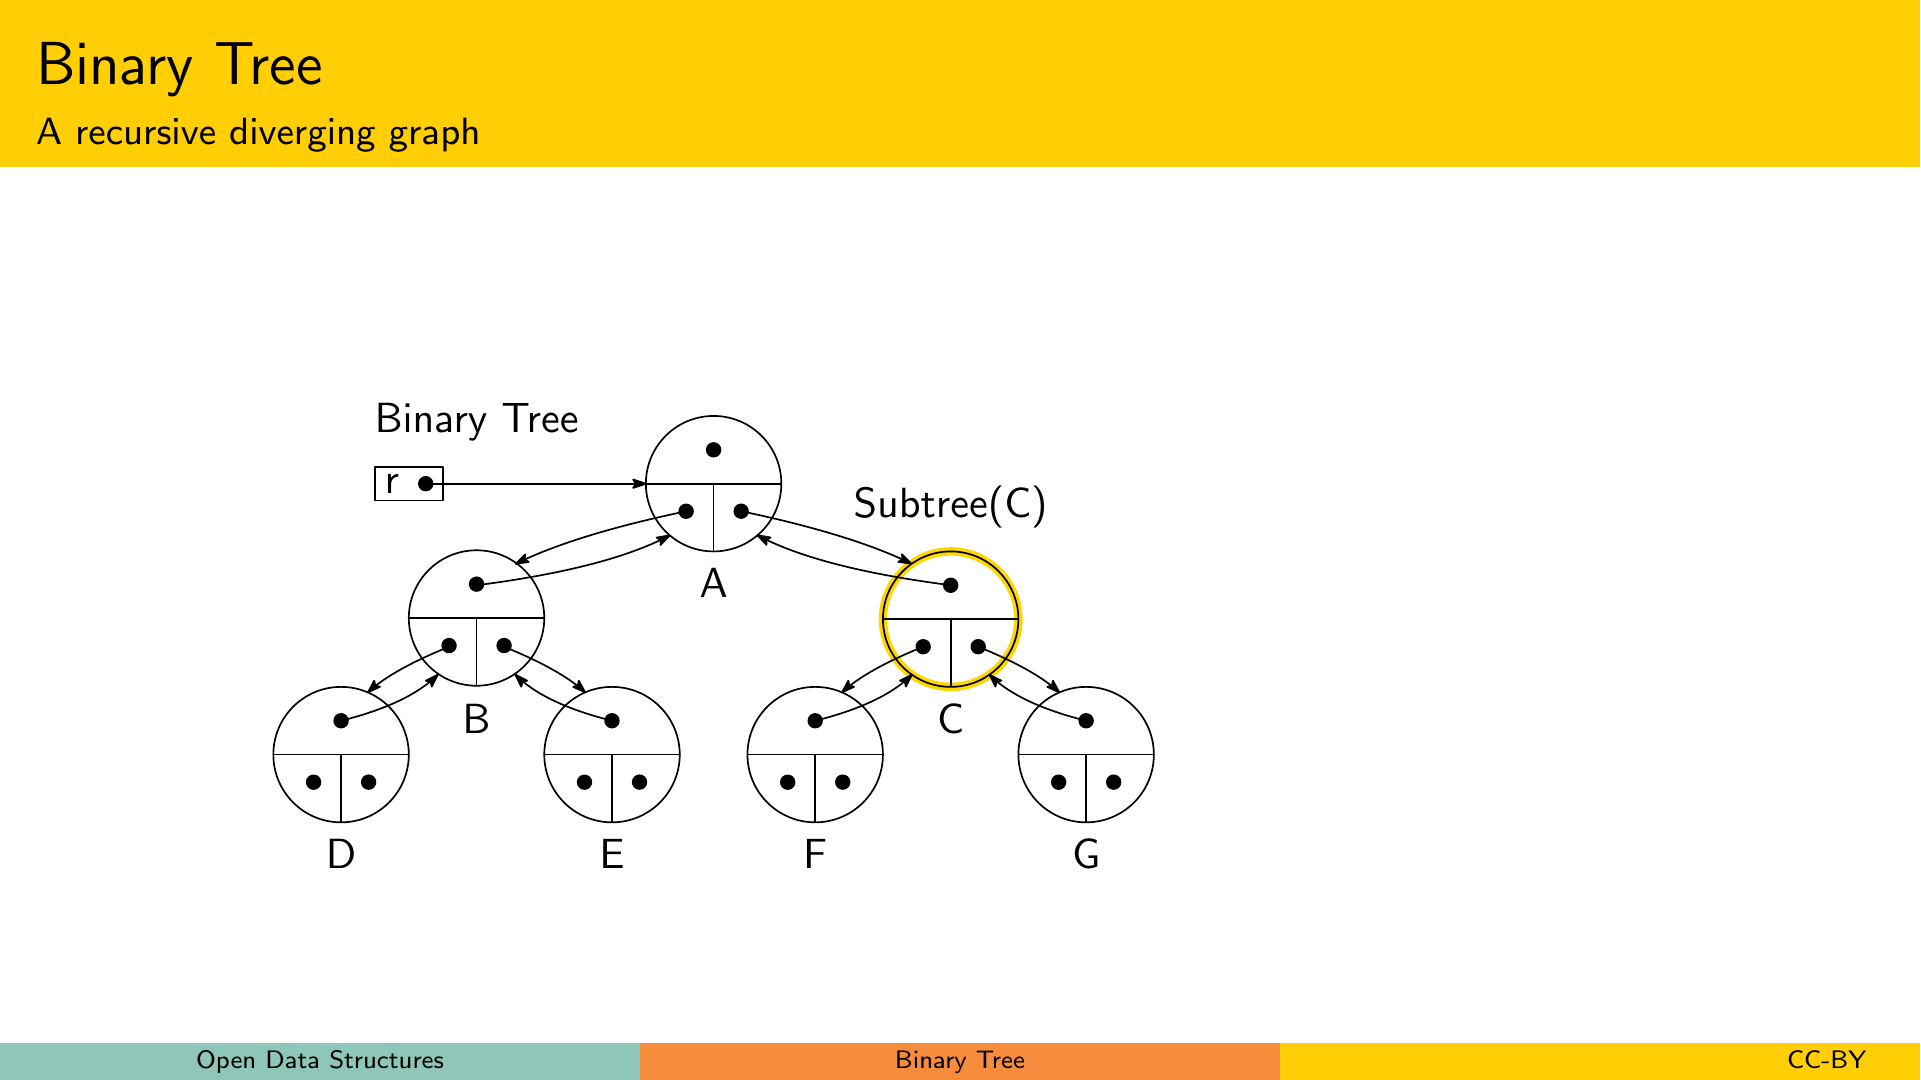 Binary Tree
A recursive diverging graph
Binary Tree
r
Subtree(C)
A
B
C
D
E
F
G
Open Data Structures
Binary Tree
CC-BY